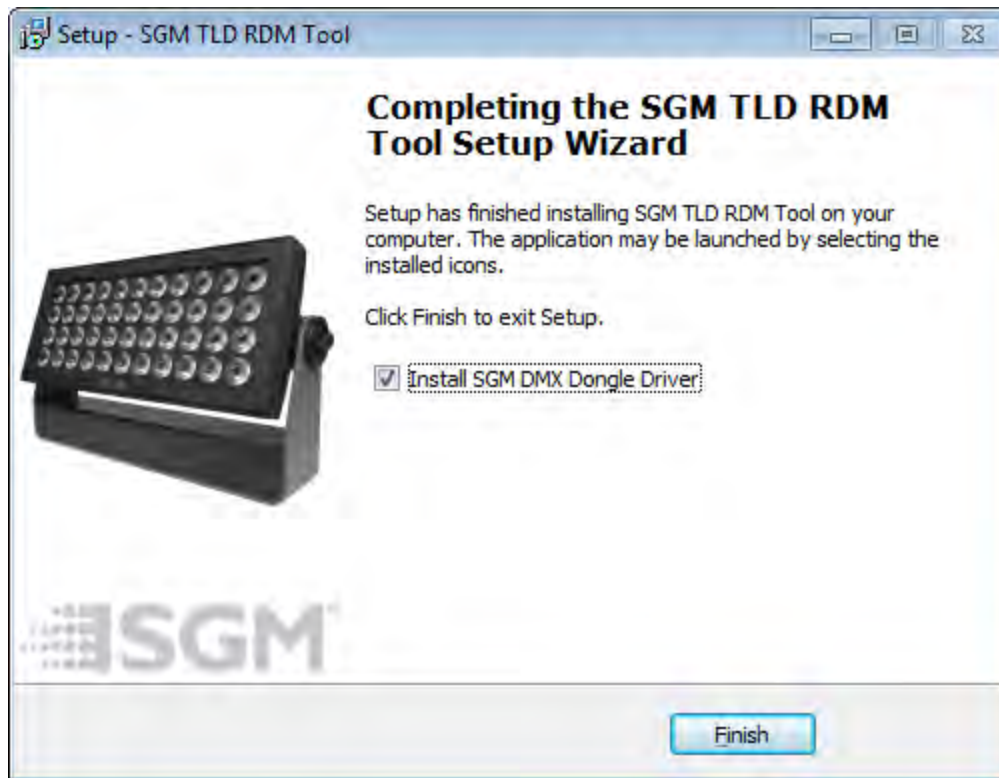 Setup - SGM TLD RDM Tool
Completing the SGM TLD RDM
Tool Setup Wizard
Setup has finished installing SGM TLD RDM Tool on your
computer. The application may be launched by selecting the
installed icons.
Click Finish to exit Setup.
Install SGM DMX Dongle Driver
SGM
Finish